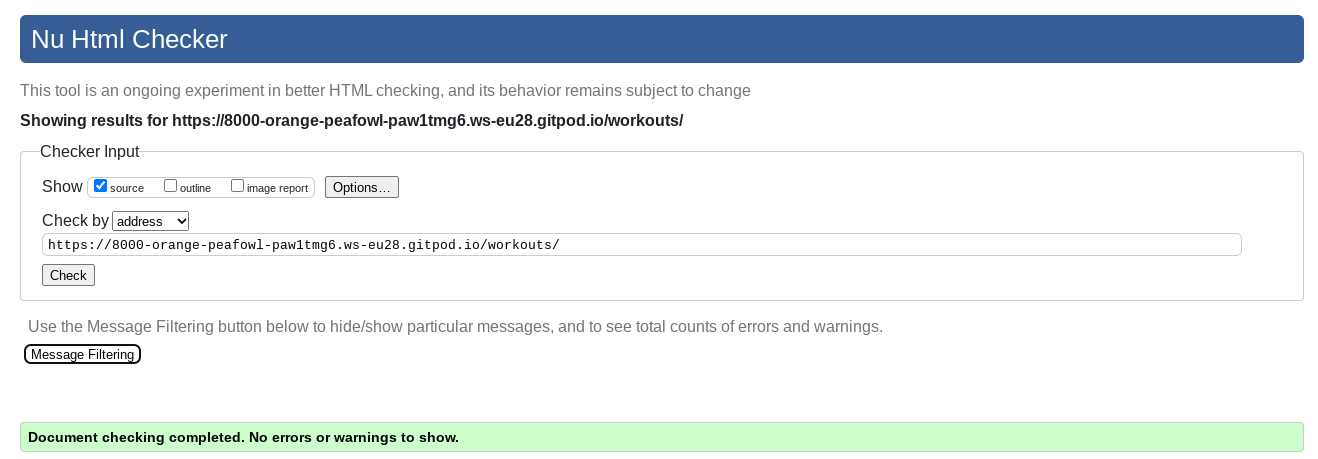 Nu Html Checker
This tool is an ongoing experiment in better HTML checking, and its behavior remains subject to change
Showing results for https://8000-orange-peafowl-paw1tmg6.ws-eu28.gitpod.io/workouts/
Checker Input
Show source outline image report Options...
Check by address
https://8000-orange-peafowl-paw1tmg6.ws-eu28.gitpod.io/workouts/
Check
Use the Message Filtering button below to hide/show particular messages, and to see total counts of errors and warnings.
Message Filtering
Document checking completed. No errors or warnings to show.